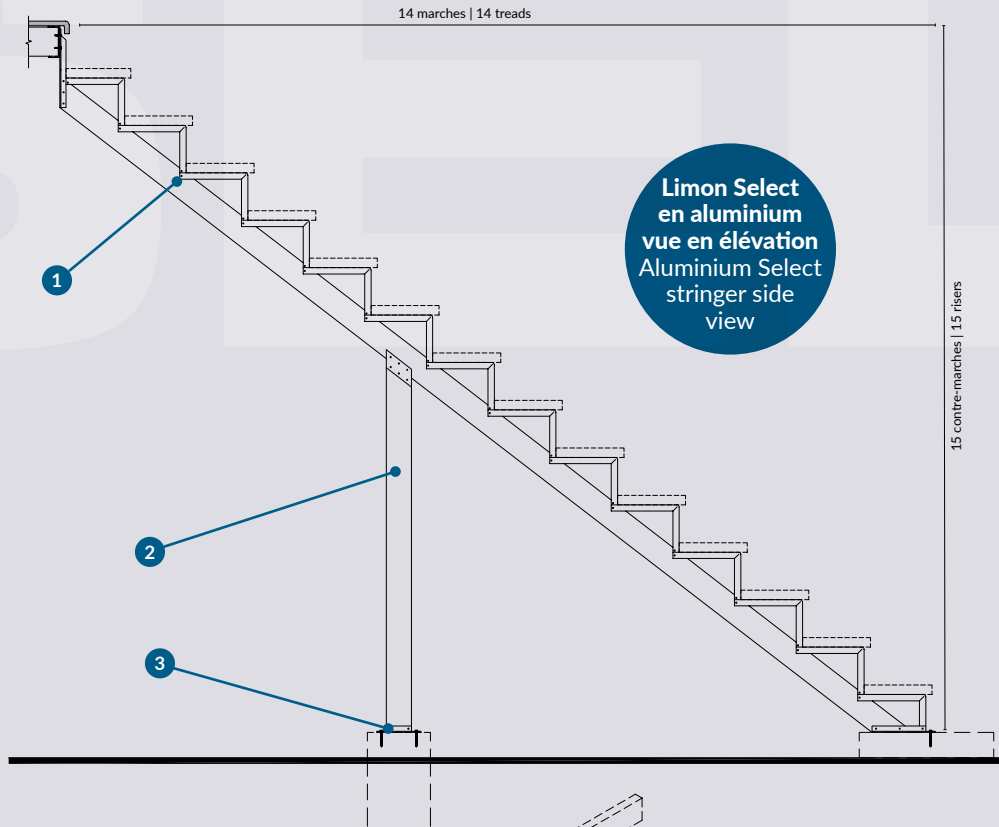 14 marches | 14 treads
Limon Select
en aluminium
vue en élévation
Aluminium Select
stringer side
view
15 contre-marches | 15 risers
1
2
3